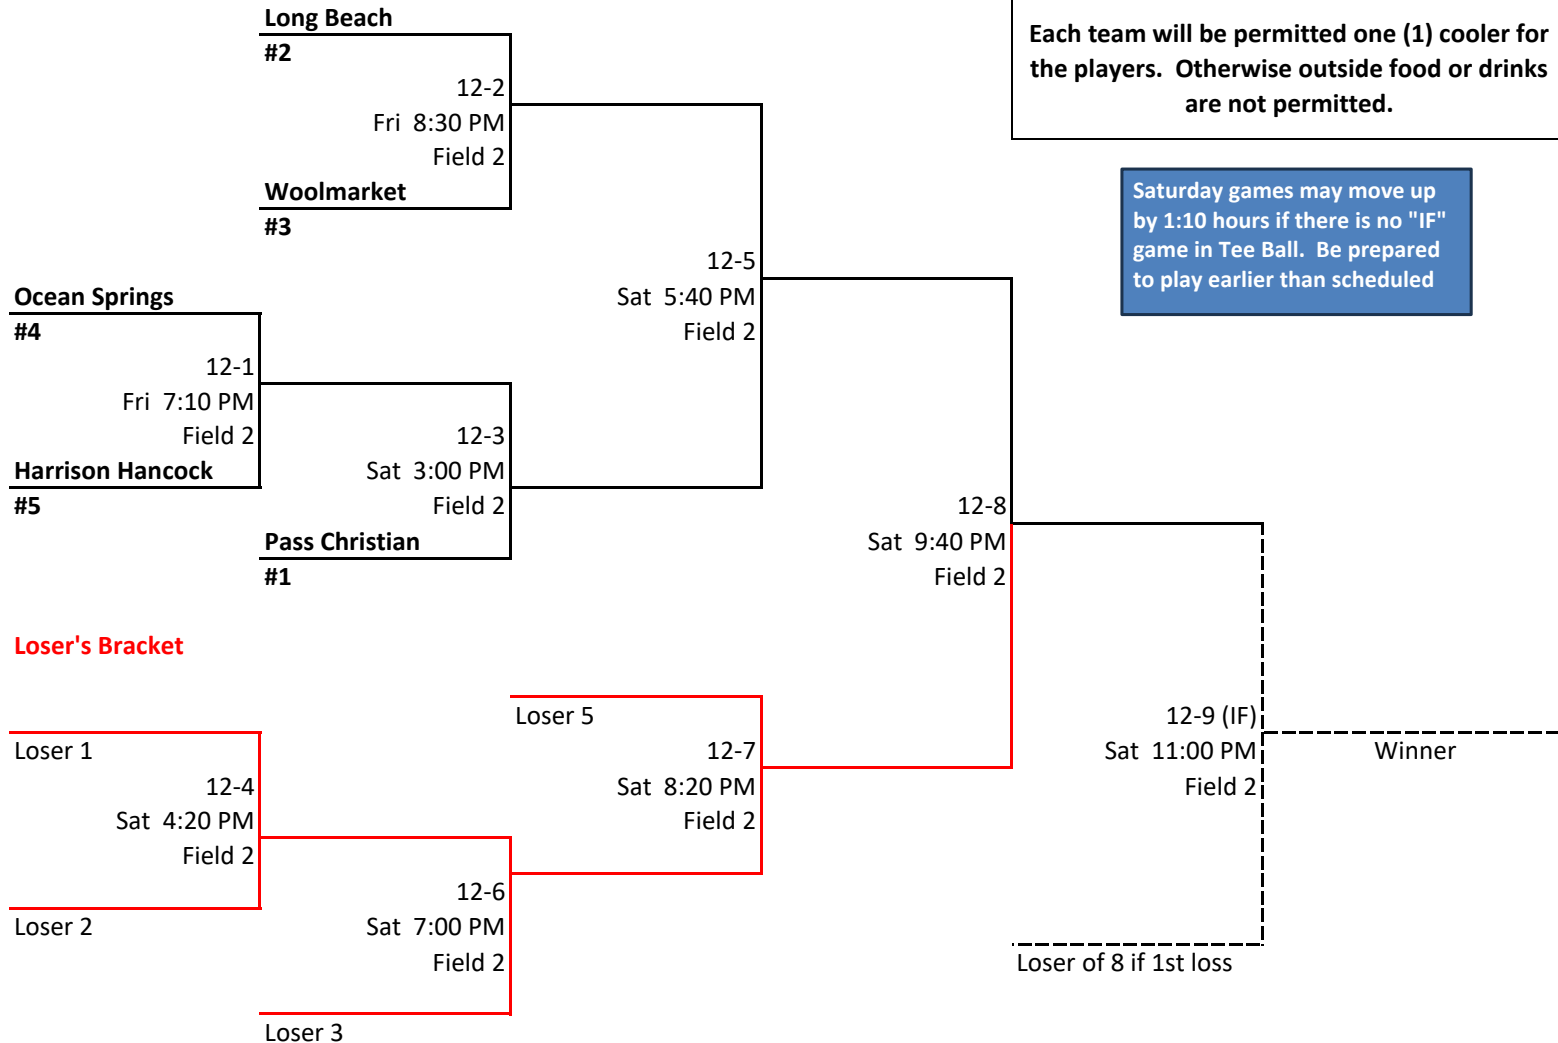 Long Beach
#2
12-2
Fri  8:30 PM
Field 2
Woolmarket
#3
Each team will be permitted one (1) cooler for
the players.  Otherwise outside food or drinks
are not permitted.
Saturday games may move up
by 1:10 hours if there is no "IF"
game in Tee Ball.  Be prepared
to play earlier than scheduled
12-5
Sat  5:40 PM
Field 2
Ocean Springs
#4
12-1
Fri  7:10 PM
Field 2
Harrison Hancock
#5
12-3
Sat  3:00 PM
Field 2
Pass Christian
#1
12-8
Sat  9:40 PM
Field 2
Loser's Bracket
Loser 1
12-4
Sat  4:20 PM
Field 2
Loser 2
Loser 5
12-7
Sat  8:20 PM
Field 2
12-6
Sat  7:00 PM
Field 2
Loser 3
12-9 (IF)
Sat  11:00 PM
Field 2
Winner
Loser of 8 if 1st loss